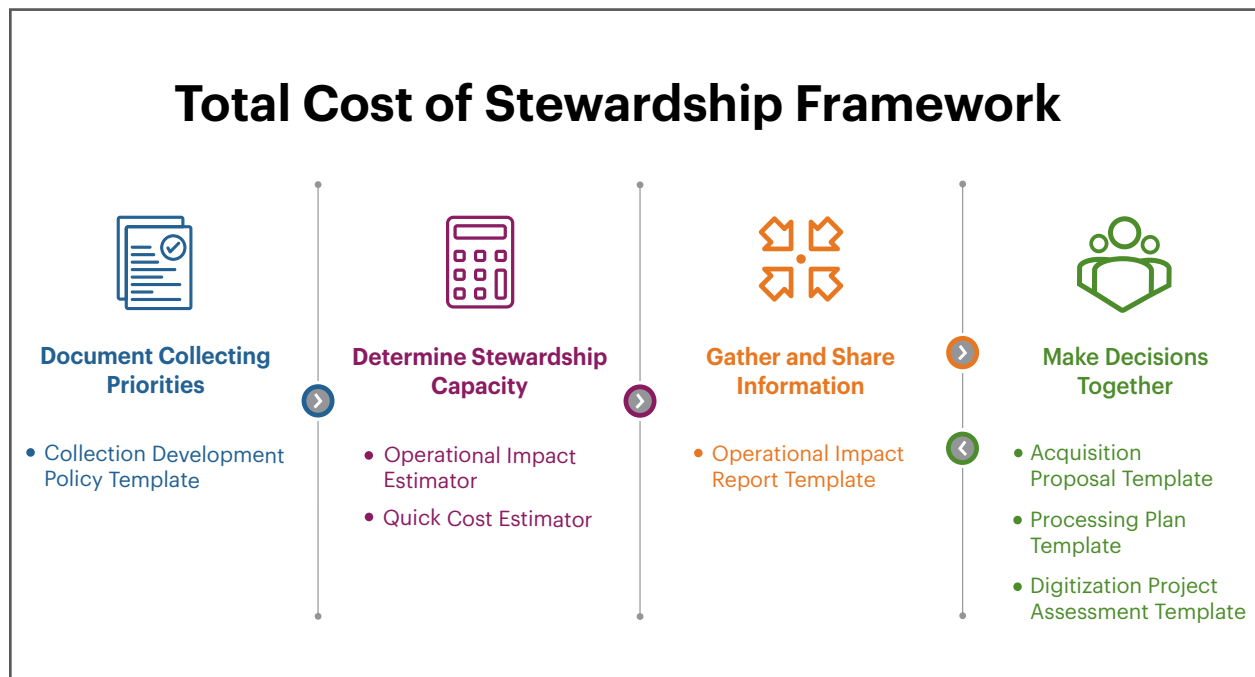 Total Cost of Stewardship Framework
Document Collecting
Priorities
• Collection Development
Policy Template
Determine Stewardship
Capacity
• Operational Impact
Estimator
• Quick Cost Estimator
Gather and Share
Information
• Operational Impact
Report Template
Make Decisions
Together
• Acquisition
Proposal Template
• Processing Plan
Template
• Digitization Project
Assessment Template